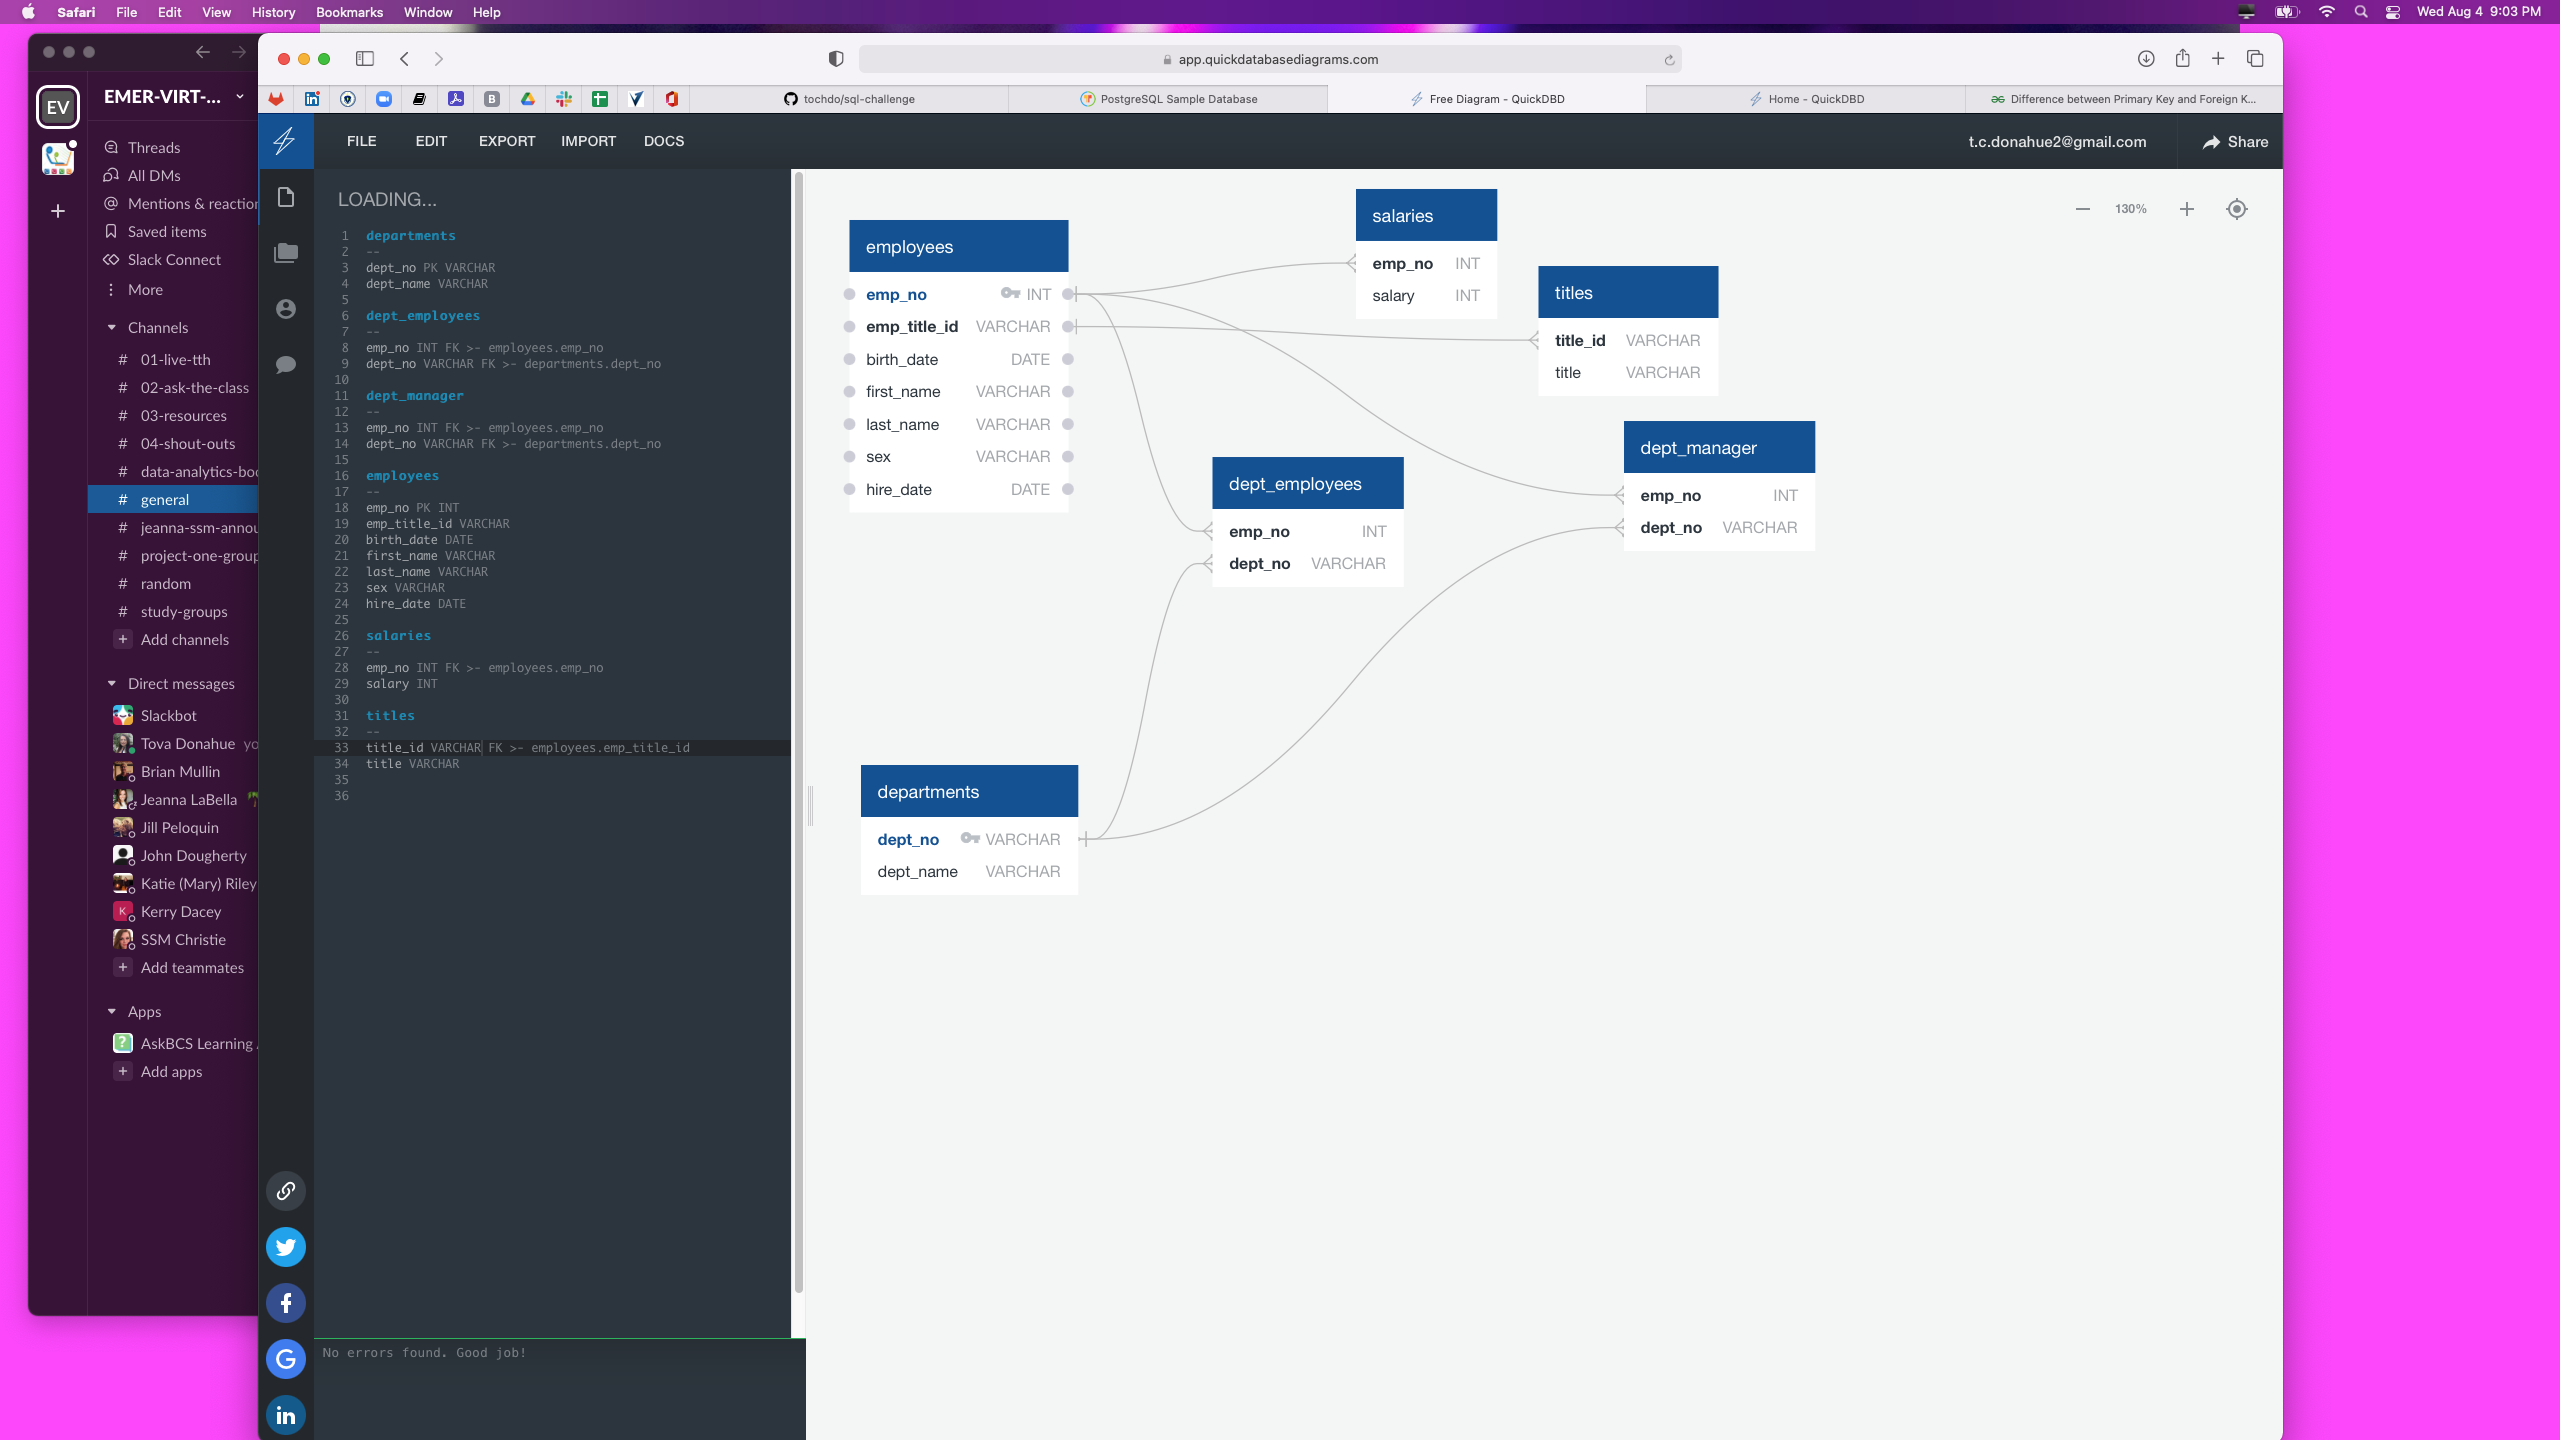 Safari File Edit View History Bookmarks Window Help
Wed Aug 4 9:03 PM
EV
EMER-VIRT-...
Threads
All DMs
Mentions & reaction
Saved items
Slack Connect
More
Channels
# 01-live-tth
# 02-ask-the-class
# 03-resources
# 04-shout-outs
# data-analytics-boo
# general
# jeanna-ssm-annou
# project-one-group
# random
# study-groups
+ Add channels
Direct messages
Slackbot
Tova Donahue yo
Brian Mullin
Jeanna LaBella
Jill Peloquin
John Dougherty
Katie (Mary) Riley
K Kerry Dacey
SSM Christie
+ Add teammates
Apps
AskBCS Learning
+ Add apps
app.quickdatabasediagrams.com
tochdo/sql-challenge
PostgreSQL Sample Database
Free Diagram - QuickDBD
Home - QuickDBD
Difference between Primary Key and Foreign K...
FILE EDIT EXPORT IMPORT DOCS
t.c.donahue2@gmail.com
Share
LOADING...
1 departments
2 --
3 dept_no PK VARCHAR
4 dept_name VARCHAR
5
6 dept_employees
7 --
8 emp_no INT FK >- employees.emp_no
9 dept_no VARCHAR FK >- departments.dept_no
10
11 dept_manager
12 --
13 emp_no INT FK >- employees.emp_no
14 dept_no VARCHAR FK >- departments.dept_no
15
16 employees
17 --
18 emp_no PK INT
19 emp_title_id VARCHAR
20 birth_date DATE
21 first_name VARCHAR
22 last_name VARCHAR
23 sex VARCHAR
24 hire_date DATE
25
26 salaries
27 --
28 emp_no INT FK >- employees.emp_no
29 salary INT
30
31 titles
32 --
33 title_id VARCHAR FK >- employees.emp_title_id
34 title VARCHAR
35
36
No errors found. Good job!
130%
employees
emp_no INT
emp_title_id VARCHAR
birth_date DATE
first_name VARCHAR
last_name VARCHAR
sex VARCHAR
hire_date DATE
salaries
emp_no INT
salary INT
titles
title_id VARCHAR
title VARCHAR
dept_manager
emp_no INT
dept_no VARCHAR
dept_employees
emp_no INT
dept_no VARCHAR
departments
dept_no VARCHAR
dept_name VARCHAR